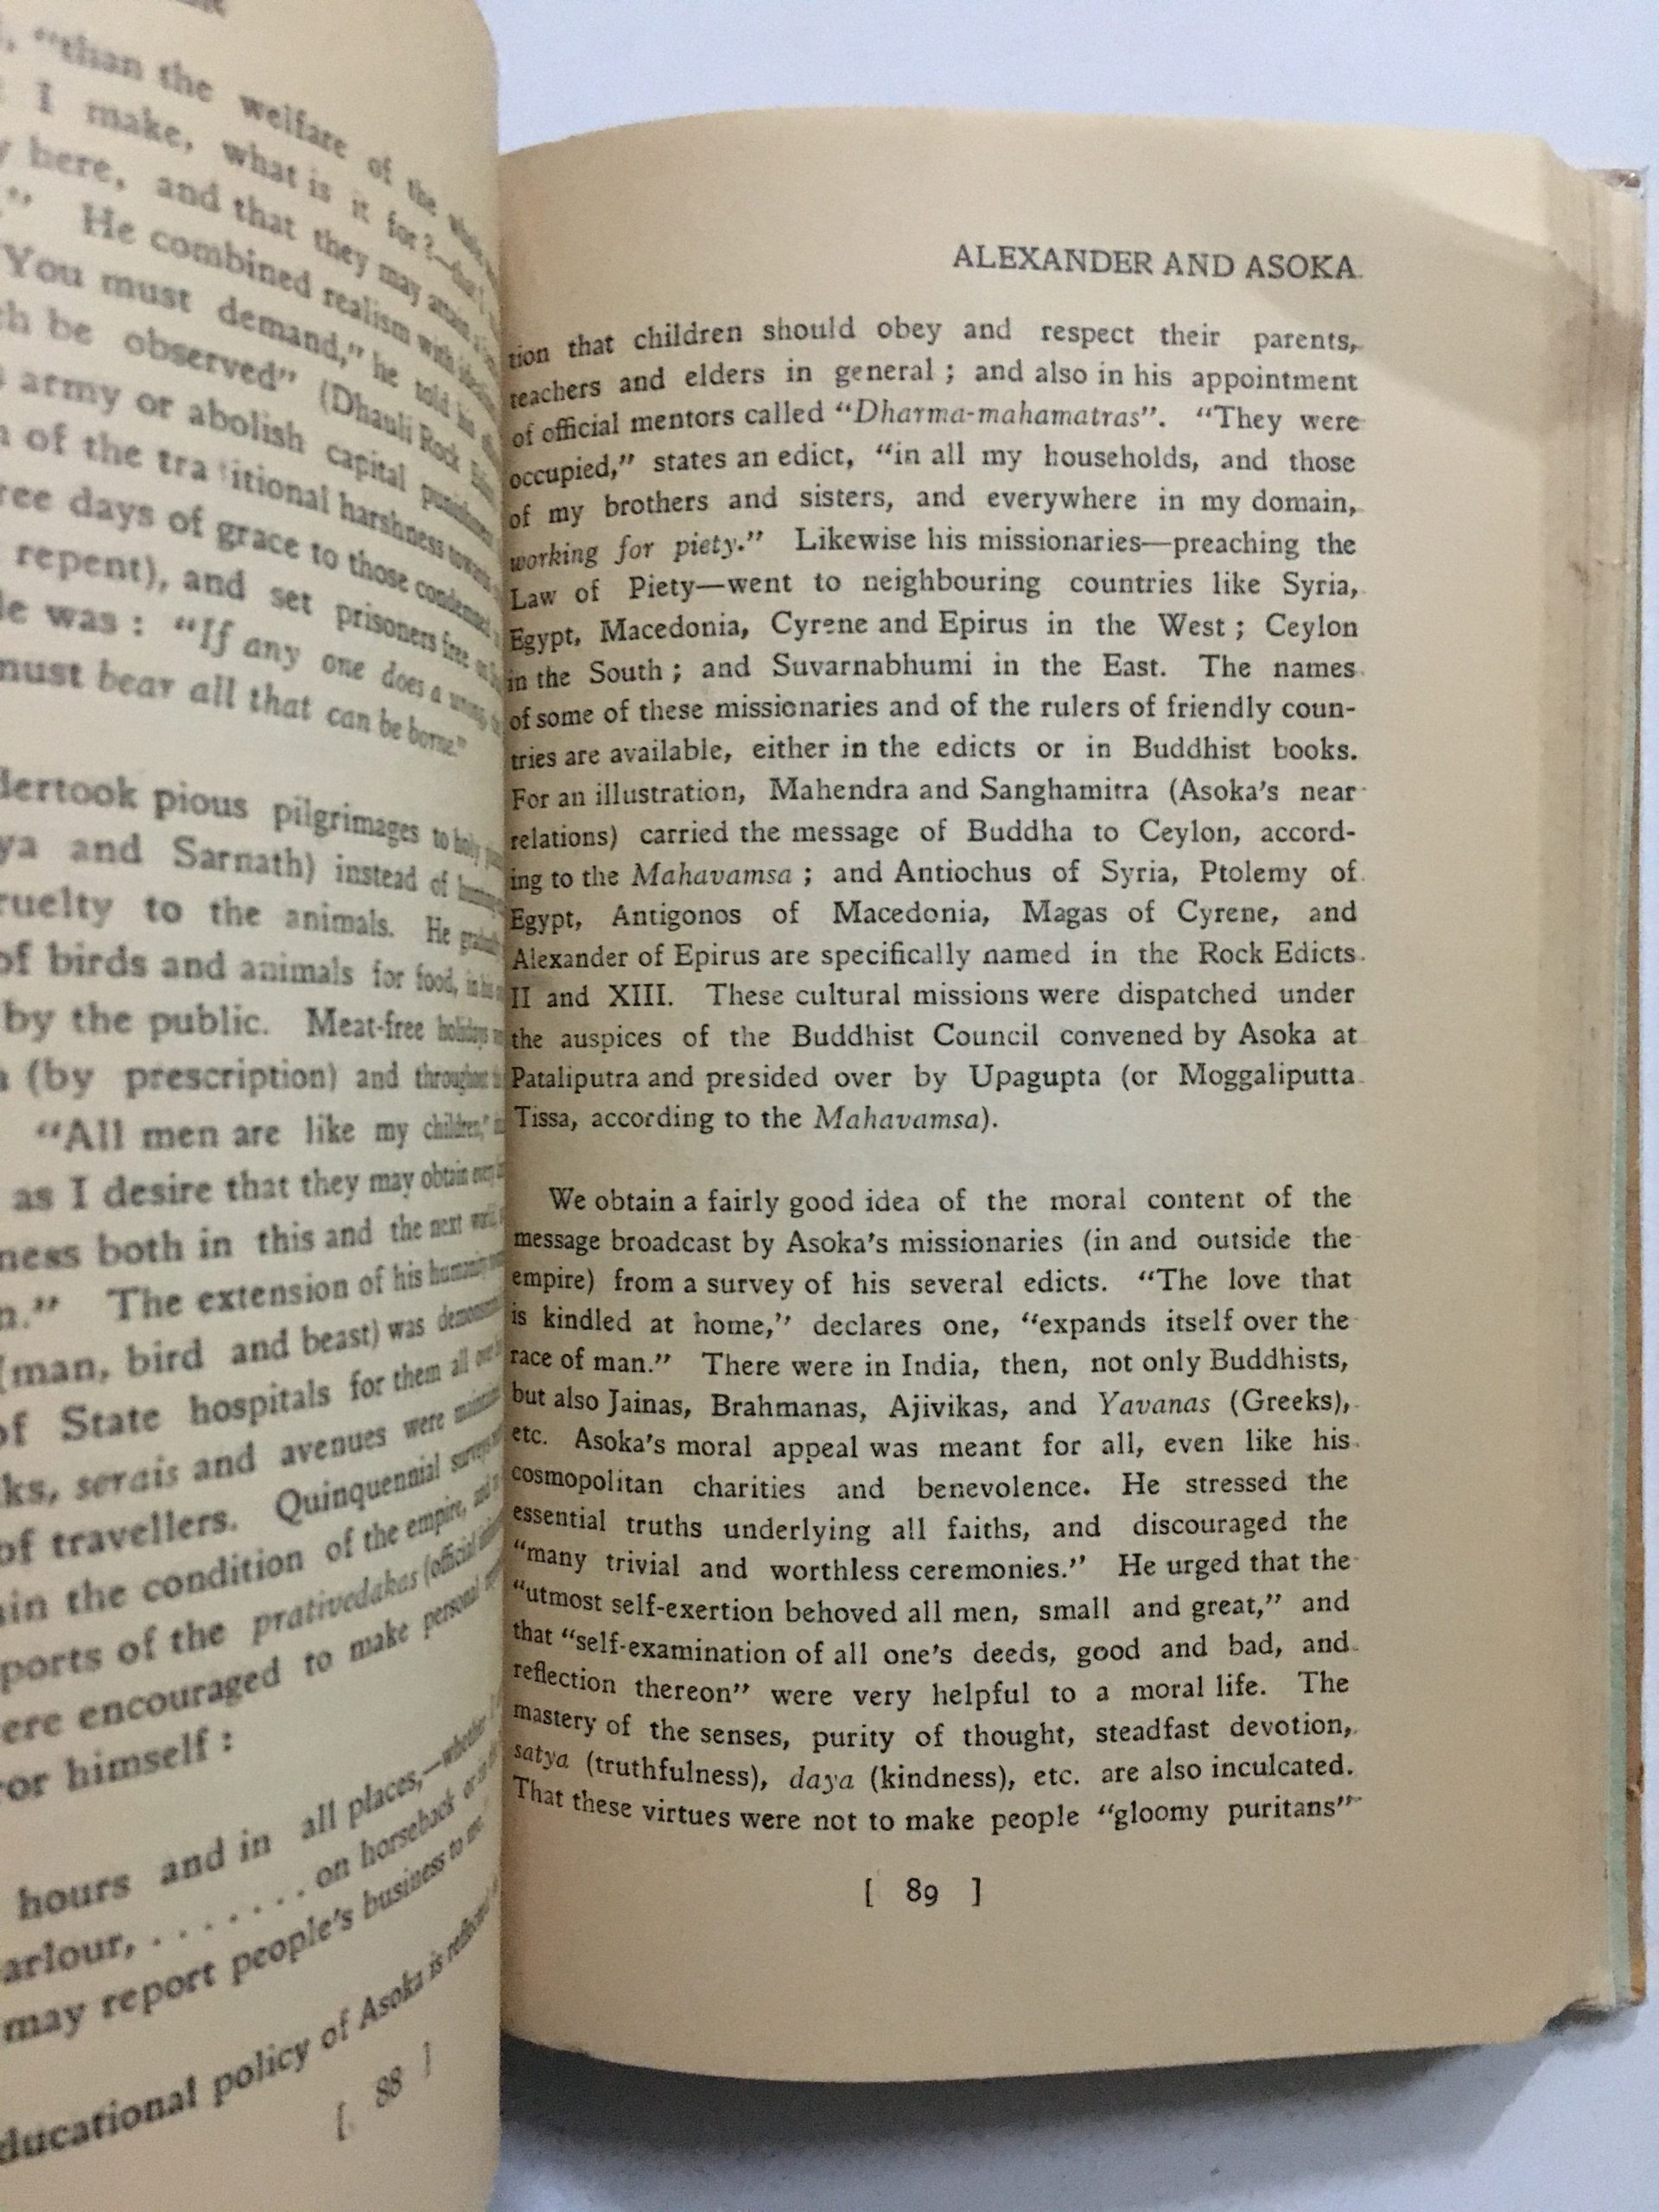 , "than the welfare of the
I make, what is it for ?—that
here, and that they may attain
." He combined realism with
You must demand," he told his
be observed" (Dhauli Rock
army or abolish capital
of the tra itional harshness
days of grace to those condemned
repent), and set prisoners free
was : "If any one does a wrong
must bear all that can be borne."
pious pilgrimages to holy
and Sarnath) instead of
to the animals. He
of birds and animals for food,
by the public. Meat-free holidays
(by prescription) and throughout
"All men are like my children,"
as I desire that they may obtain every
both in this and the next
." The extension of his
(man, bird and beast) was
of State hospitals for them all
serais and avenues were
of travellers. Quinquennial surveys
the condition of the empire, and
of the prativedakas (official
encouraged to make personal
himself :
hours and in all places,—whether
. . . . . . . on horseback or
may report people's business to me
policy of Asoka is
[ 88 ]
ALEXANDER AND ASOKA
tion that children should obey and respect their parents,
teachers and elders in general ; and also in his appointment
of official mentors called "Dharma-mahamatras". "They were
occupied," states an edict, "in all my households, and those
of my brothers and sisters, and everywhere in my domain,
working for piety." Likewise his missionaries—preaching the
Law of Piety—went to neighbouring countries like Syria,
Egypt, Macedonia, Cyrene and Epirus in the West ; Ceylon
in the South ; and Suvarnabhumi in the East. The names
of some of these missionaries and of the rulers of friendly coun-
tries are available, either in the edicts or in Buddhist books.
For an illustration, Mahendra and Sanghamitra (Asoka's near
relations) carried the message of Buddha to Ceylon, accord-
ing to the Mahavamsa ; and Antiochus of Syria, Ptolemy of
Egypt, Antigonos of Macedonia, Magas of Cyrene, and
Alexander of Epirus are specifically named in the Rock Edicts
II and XIII. These cultural missions were dispatched under
the auspices of the Buddhist Council convened by Asoka at
Pataliputra and presided over by Upagupta (or Moggaliputta
Tissa, according to the Mahavamsa).
We obtain a fairly good idea of the moral content of the
message broadcast by Asoka's missionaries (in and outside the
empire) from a survey of his several edicts. "The love that
is kindled at home," declares one, "expands itself over the
race of man." There were in India, then, not only Buddhists,
but also Jainas, Brahmanas, Ajivikas, and Yavanas (Greeks),
etc. Asoka's moral appeal was meant for all, even like his
cosmopolitan charities and benevolence. He stressed the
essential truths underlying all faiths, and discouraged the
"many trivial and worthless ceremonies." He urged that the
"utmost self-exertion behoved all men, small and great," and
that "self-examination of all one's deeds, good and bad, and
reflection thereon" were very helpful to a moral life. The
mastery of the senses, purity of thought, steadfast devotion,
satya (truthfulness), daya (kindness), etc. are also inculcated.
That these virtues were not to make people "gloomy puritans"
[ 89 ]